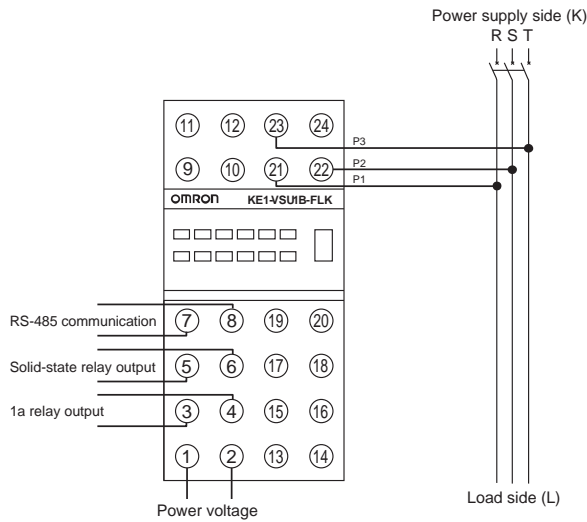 Power supply side (K)
R S T
⑪ ⑫ ㉓ ㉔
P3
⑨ ⑩ ㉑ ㉒
P2
P1
OMRON KE1-VSU1B-FLK
RS-485 communication
⑦ ⑧ ⑲ ⑳
Solid-state relay output
⑤ ⑥ ⑰ ⑱
1a relay output
③ ④ ⑮ ⑯
① ② ⑬ ⑭
Power voltage
Load side (L)